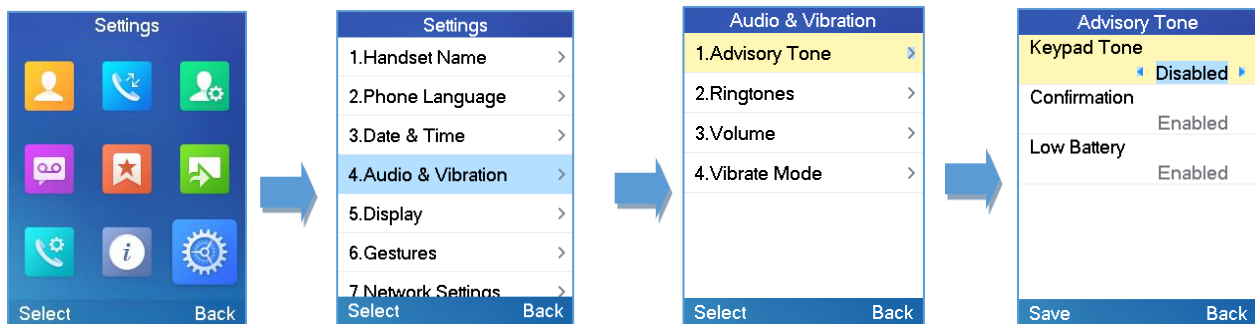 Settings
Select Back
Settings
1.Handset Name
2.Phone Language
3.Date & Time
4.Audio & Vibration
5.Display
6.Gestures
7.Network Settings
Select Back
Audio & Vibration
1.Advisory Tone
2.Ringtones
3.Volume
4.Vibrate Mode
Select Back
Advisory Tone
Keypad Tone
Disabled
Confirmation
Enabled
Low Battery
Enabled
Save Back